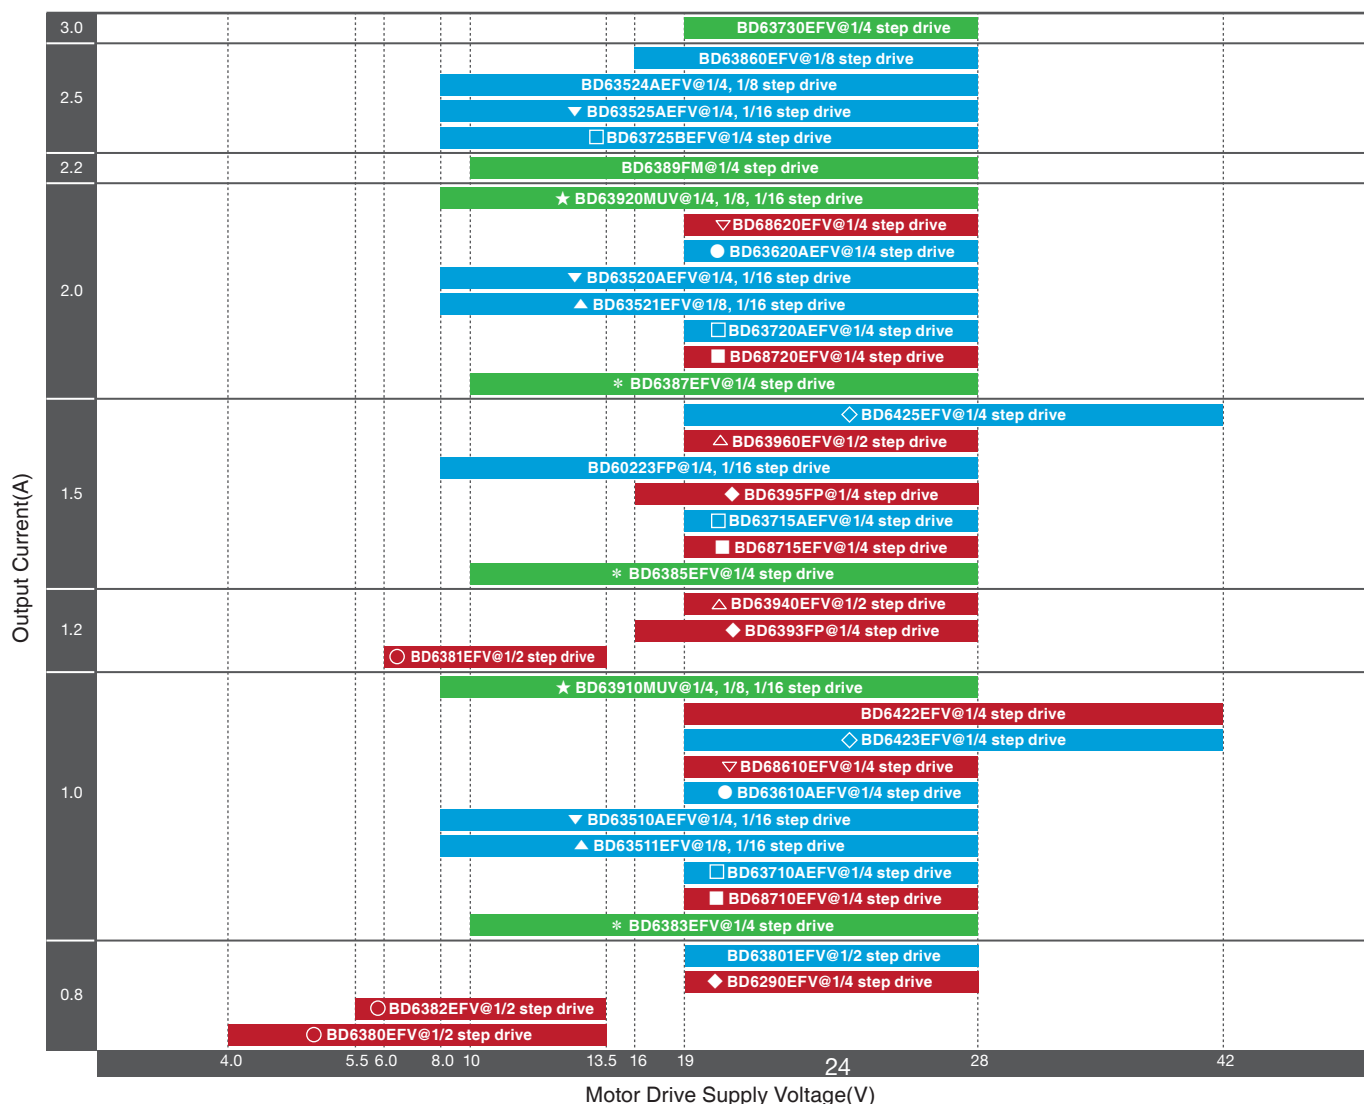 3.0
BD63730EFV@1/4 step drive
2.5
BD63860EFV@1/8 step drive
BD63524AEFV@1/4, 1/8 step drive
▼ BD63525AEFV@1/4, 1/16 step drive
□BD63725BEFV@1/4 step drive
2.2
BD6389FM@1/4 step drive
2.0
★ BD63920MUV@1/4, 1/8, 1/16 step drive
▽BD68620EFV@1/4 step drive
● BD63620AEFV@1/4 step drive
▼ BD63520AEFV@1/4, 1/16 step drive
▲ BD63521EFV@1/8, 1/16 step drive
□BD63720AEFV@1/4 step drive
■ BD68720EFV@1/4 step drive
* BD6387EFV@1/4 step drive
1.5
◇BD6425EFV@1/4 step drive
△BD63960EFV@1/2 step drive
BD60223FP@1/4, 1/16 step drive
◆ BD6395FP@1/4 step drive
□BD63715AEFV@1/4 step drive
■ BD68715EFV@1/4 step drive
* BD6385EFV@1/4 step drive
1.2
△BD63940EFV@1/2 step drive
◆ BD6393FP@1/4 step drive
○ BD6381EFV@1/2 step drive
1.0
★ BD63910MUV@1/4, 1/8, 1/16 step drive
BD6422EFV@1/4 step drive
◇BD6423EFV@1/4 step drive
▽BD68610EFV@1/4 step drive
● BD63610AEFV@1/4 step drive
▼ BD63510AEFV@1/4, 1/16 step drive
▲ BD63511EFV@1/8, 1/16 step drive
□BD63710AEFV@1/4 step drive
■ BD68710EFV@1/4 step drive
* BD6383EFV@1/4 step drive
0.8
BD63801EFV@1/2 step drive
◆ BD6290EFV@1/4 step drive
○BD6382EFV@1/2 step drive
○ BD6380EFV@1/2 step drive
Output Current(A)
4.0 5.5 6.0 8.0 10 13.5 16 19 24 28 42
Motor Drive Supply Voltage(V)